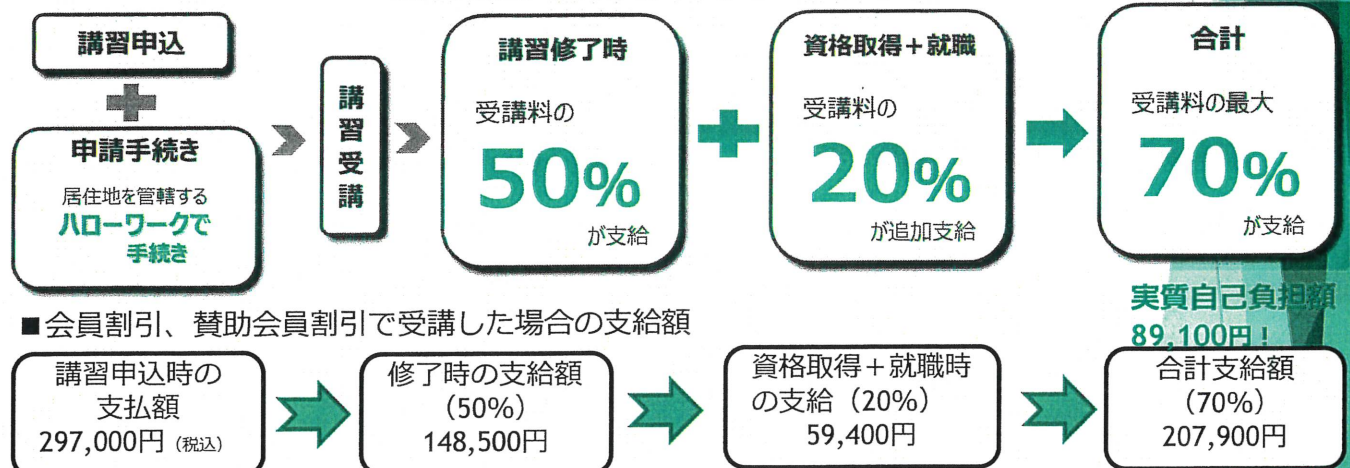 講習申込
申請手続き
居住地を管轄する
ハローワークで
手続き
講習受講
講習修了時
受講料の
50%
が支給
資格取得＋就職
受講料の
20%
が追加支給
合計
受講料の最大
70%
が支給
実質自己負担額
89,100円！
■会員割引、賛助会員割引で受講した場合の支給額
講習申込時の
支払額
297,000円（税込）
修了時の支給額
（50%）
148,500円
資格取得＋就職時
の支給（20%）
59,400円
合計支給額
（70%）
207,900円